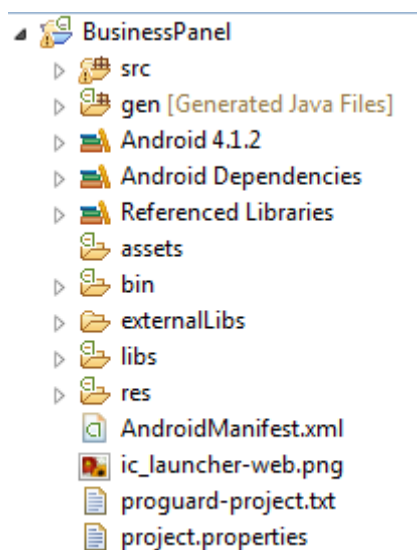 BusinessPanel
src
gen [Generated Java Files]
Android 4.1.2
Android Dependencies
Referenced Libraries
assets
bin
externalLibs
libs
res
AndroidManifest.xml
ic_launcher-web.png
proguard-project.txt
project.properties